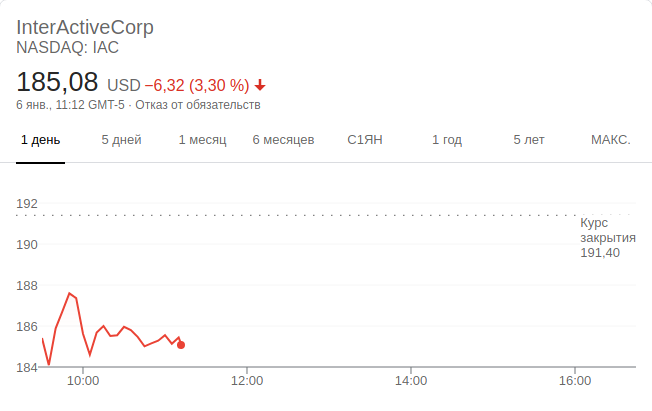 InterActiveCorp
NASDAQ: IAC
185,08 USD −6,32 (3,30 %)
6 янв., 11:12 GMT-5 · Отказ от обязательств
1 день 5 дней 1 месяц 6 месяцев С1ЯН 1 год 5 лет МАКС.
192
Курс
закрытия
190
191,40
188
186
184
10:00 12:00 14:00 16:00